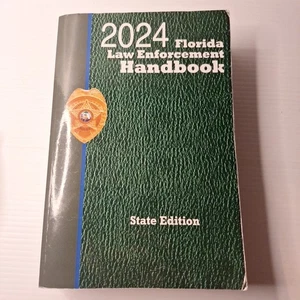 2024 Florida
Law Enforcement
Handbook
State Edition